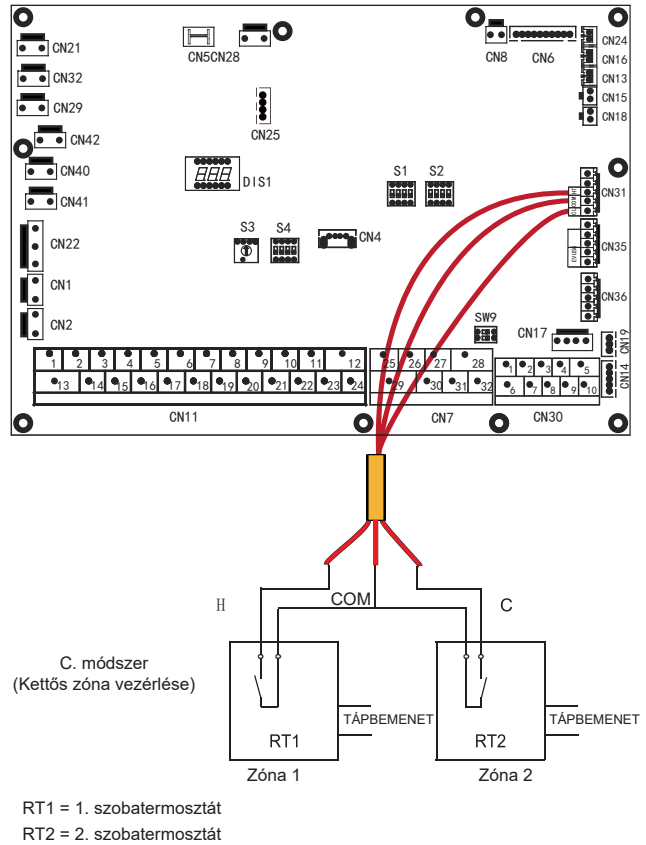 CN21
CN32
CN29
CN42
CN40
CN41
CN22
CN1
CN2
CN5CN28
CN25
DIS1
S1
S2
S3
S4
CN4
CN8
CN6
CN24
CN16
CN13
CN15
CN18
CN31
CN35
CN36
CN17
CN19
CN14
SW9
1 2 3 4 5 6 7 8 9 10 11 12
13 14 15 16 17 18 19 20 21 22 23 24
CN11
25 26 27 28
29 30 31 32
CN7
1 2 3 4 5
6 7 8 9 10
CN30
H
COM
C
C. módszer
(Kettős zóna vezérlése)
TÁPBEMENET
TÁPBEMENET
RT1
RT2
Zóna 1
Zóna 2
RT1 = 1. szobatermosztát
RT2 = 2. szobatermosztát